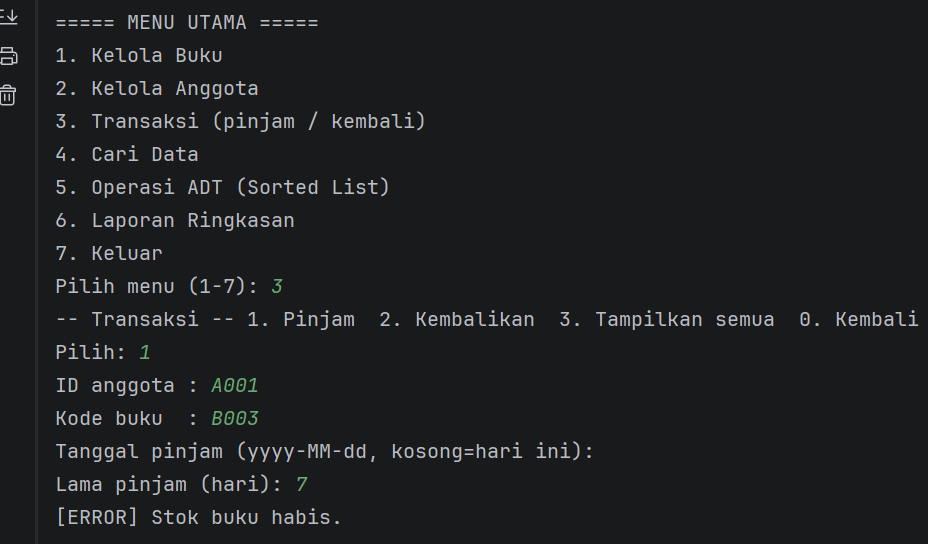 ===== MENU UTAMA =====
1. Kelola Buku
2. Kelola Anggota
3. Transaksi (pinjam / kembali)
4. Cari Data
5. Operasi ADT (Sorted List)
6. Laporan Ringkasan
7. Keluar
Pilih menu (1-7): 3
-- Transaksi -- 1. Pinjam  2. Kembalikan  3. Tampilkan semua  0. Kembali
Pilih: 1
ID anggota : A001
Kode buku  : B003
Tanggal pinjam (yyyy-MM-dd, kosong=hari ini):
Lama pinjam (hari): 7
[ERROR] Stok buku habis.